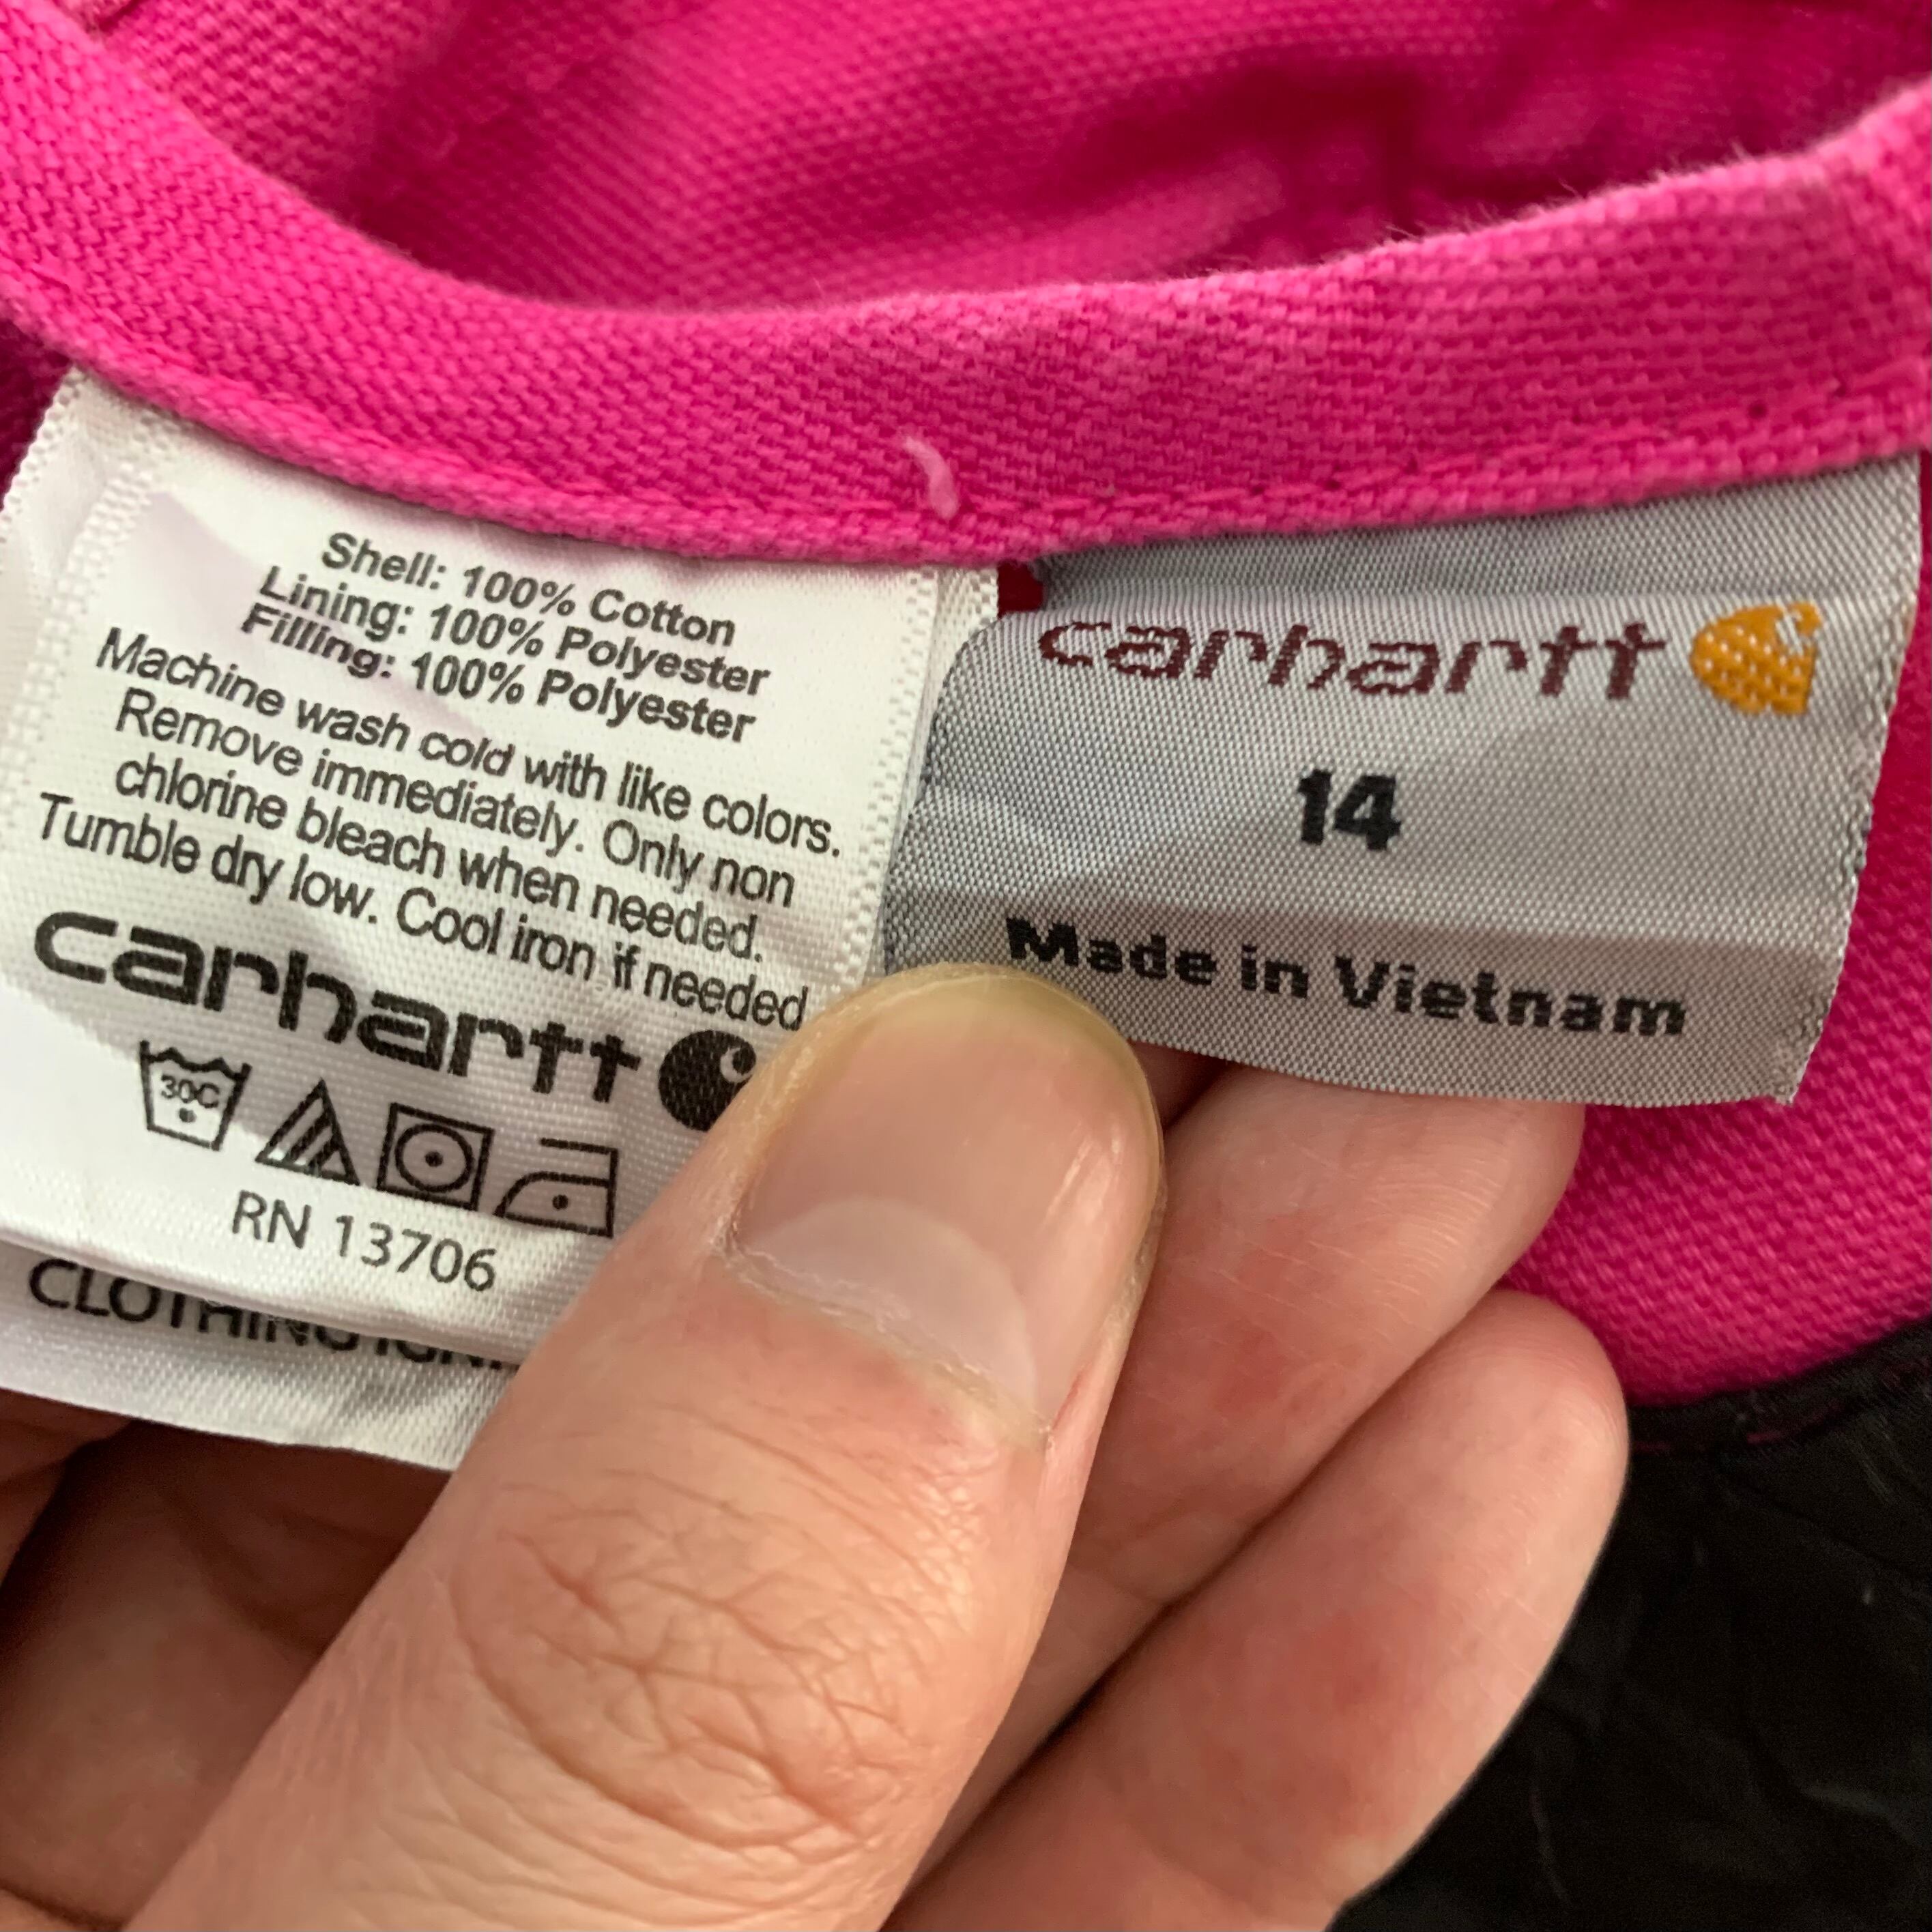 Shell: 100% Cotton
Lining: 100% Polyester
Filling: 100% Polyester
Machine wash cold with like colors.
Remove immediately. Only non
chlorine bleach when needed.
Tumble dry low. Cool iron if needed
carhartt
30C
RN 13706
CLOTHING
carhartt
14
Made in Vietnam